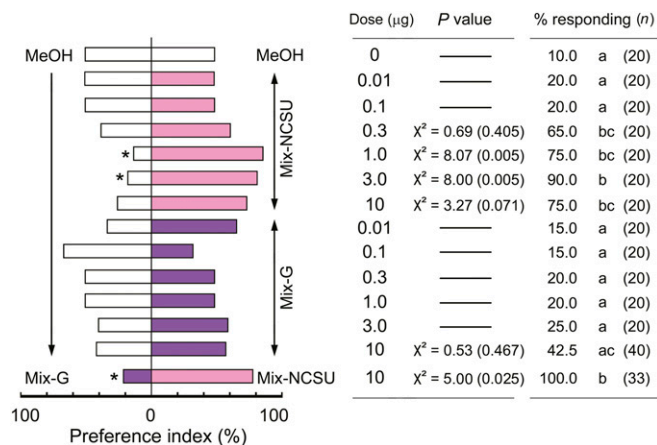 Dose (μg) P value % responding (n)
MeOH MeOH 0 10.0 a (20)
0.01 20.0 a (20)
0.1 20.0 a (20)
0.3 χ² = 0.69 (0.405) 65.0 bc (20)
* 1.0 χ² = 8.07 (0.005) 75.0 bc (20)
* 3.0 χ² = 8.00 (0.005) 90.0 b (20)
10 χ² = 3.27 (0.071) 75.0 bc (20)
Mix-NCSU
0.01 15.0 a (20)
0.1 15.0 a (20)
0.3 20.0 a (20)
1.0 20.0 a (20)
3.0 25.0 a (20)
10 χ² = 0.53 (0.467) 42.5 ac (40)
Mix-G
Mix-G * Mix-NCSU 10 χ² = 5.00 (0.025) 100.0 b (33)
100 0 100
Preference index (%)